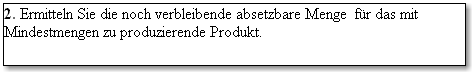 2. Ermitteln Sie die noch verbleibende absetzbare Menge  für das mit
Mindestmengen zu produzierende Produkt.